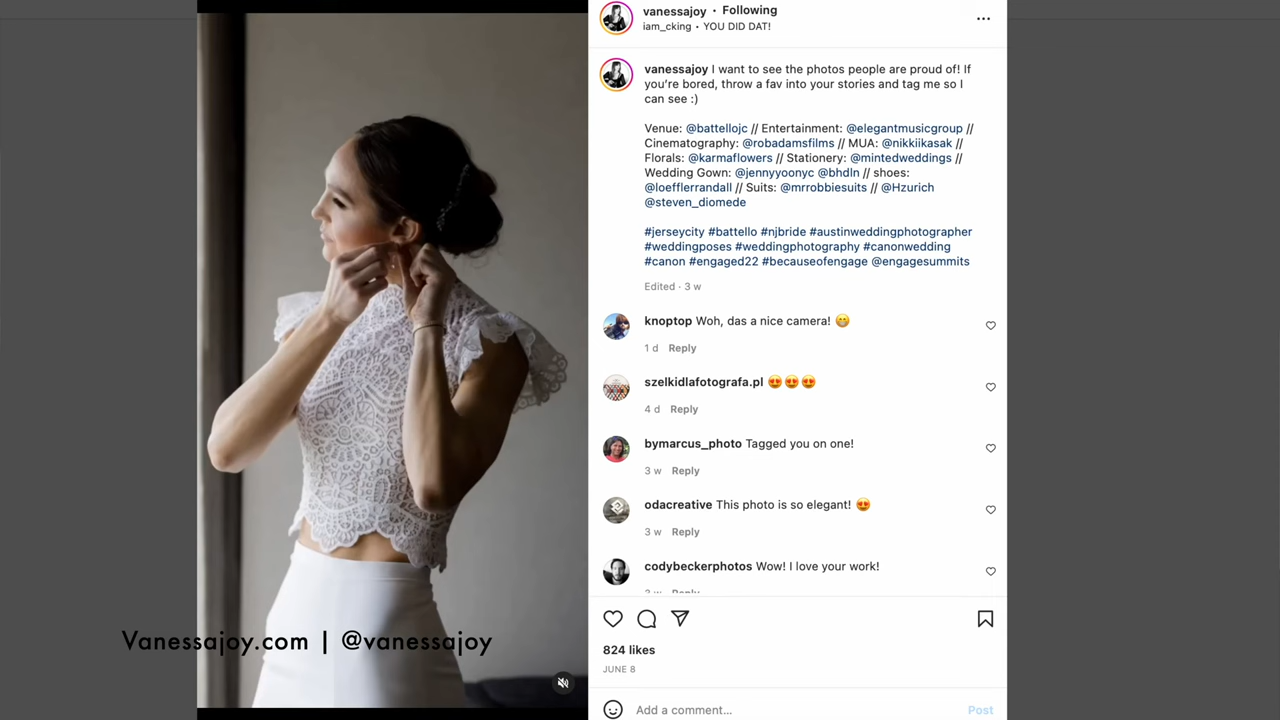 vanessajoy • Following
iam_cking • YOU DID DAT!
vanessajoy I want to see the photos people are proud of! If
you're bored, throw a fav into your stories and tag me so I
can see :)
Venue: @battellojc // Entertainment: @elegantmusicgroup //
Cinematography: @robadamsfilms // MUA: @nikkiikasak //
Florals: @karmaflowers // Stationery: @mintedweddings //
Wedding Gown: @jennyyoonyc @bhdln // shoes:
@loefflerrandall // Suits: @mrrobbiesuits // @Hzurich
@steven_diomede
#jerseycity #battello #njbride #austinweddingphotographer
#weddingposes #weddingphotography #canonwedding
#canon #engaged22 #becauseofengage @engagesummits
Edited · 3 w
knoptop Woh, das a nice camera! 😁
1 d Reply
szelkidlafotografa.pl 😍😍😍
4 d Reply
bymarcus_photo Tagged you on one!
3 w Reply
odacreative This photo is so elegant! 😍
3 w Reply
codybeckerphotos Wow! I love your work!
3 w Reply
824 likes
JUNE 8
Add a comment...
Post
Vanessajoy.com | @vanessajoy